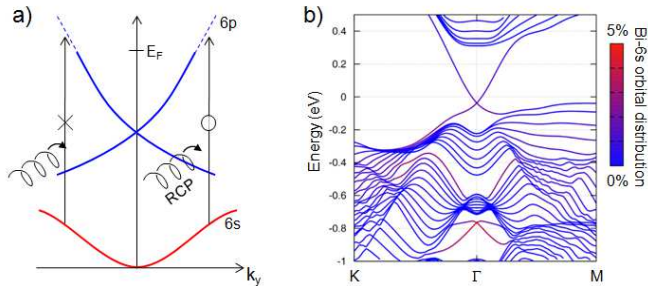 a)
6p
E_F
RCP
6s
k_y
b)
Energy (eV)
0.4
0.2
0
-0.2
-0.4
-0.6
-0.8
-1
K
Γ
M
5%
0%
Bi-6s orbital distribution